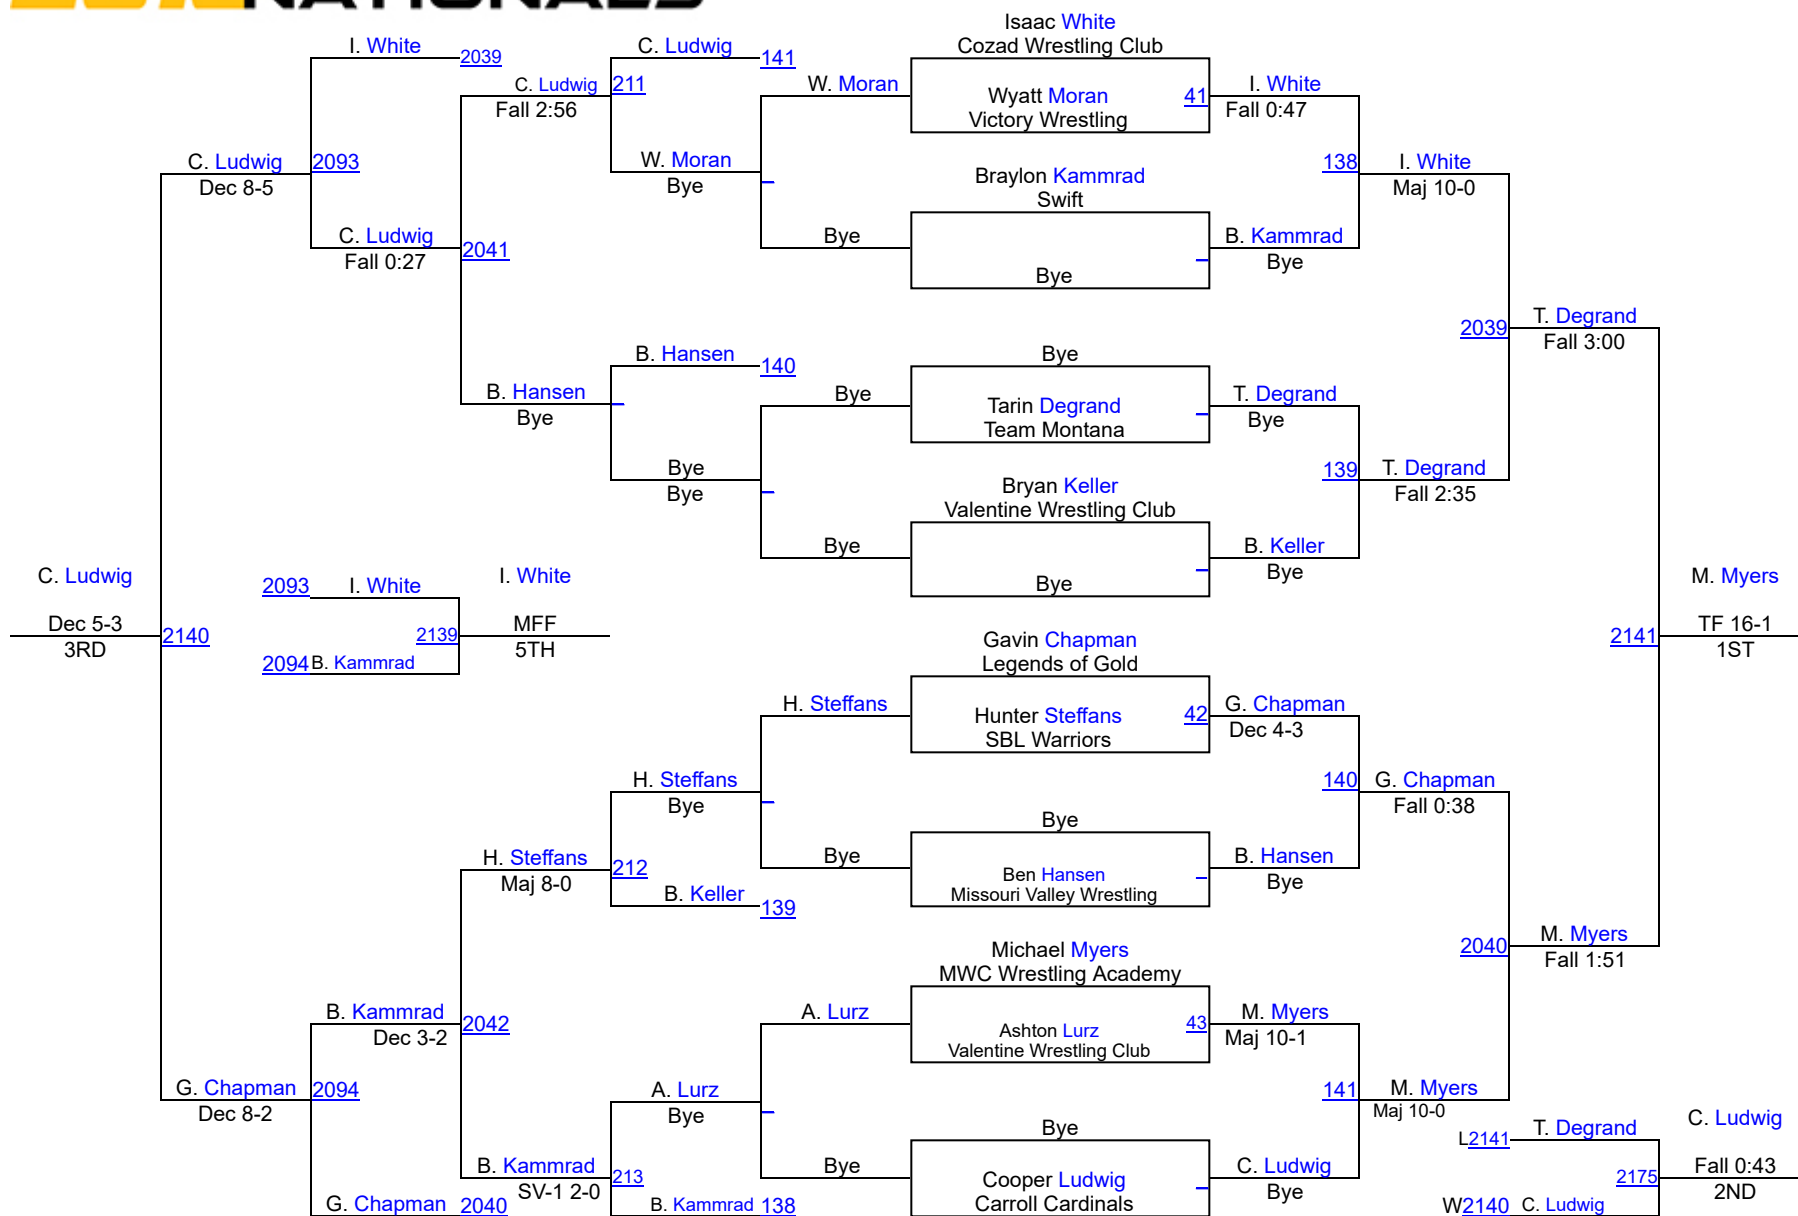 NATIONALS
Isaac White
I. White
2039
C. Ludwig
141
Cozad Wrestling Club
C. Ludwig
Fall 2:56
211
W. Moran
Wyatt Moran
Victory Wrestling
41
I. White
Fall 0:47
C. Ludwig
Dec 8-5
2093
W. Moran
Bye
Braylon Kammrad
Swift
138
I. White
Maj 10-0
C. Ludwig
Fall 0:27
2041
Bye
Bye
B. Kammrad
Bye
2039
T. Degrand
Fall 3:00
B. Hansen
140
Bye
B. Hansen
Bye
Bye
Tarin Degrand
Team Montana
T. Degrand
Bye
Bye
Bye
Bryan Keller
Valentine Wrestling Club
139
T. Degrand
Fall 2:35
Bye
Bye
B. Keller
Bye
C. Ludwig
Dec 5-3
3RD
2140
2093
I. White
2094
B. Kammrad
2139
I. White
MFF
5TH
M. Myers
TF 16-1
1ST
2141
Gavin Chapman
Legends of Gold
H. Steffans
Hunter Steffans
SBL Warriors
42
G. Chapman
Dec 4-3
H. Steffans
Bye
140
G. Chapman
Fall 0:38
Bye
H. Steffans
Maj 8-0
212
Bye
Ben Hansen
Missouri Valley Wrestling
B. Hansen
Bye
B. Keller
139
Michael Myers
MWC Wrestling Academy
2040
M. Myers
Fall 1:51
B. Kammrad
Dec 3-2
2042
A. Lurz
Ashton Lurz
Valentine Wrestling Club
43
M. Myers
Maj 10-1
G. Chapman
Dec 8-2
2094
A. Lurz
Bye
141
M. Myers
Maj 10-0
Bye
L2141
T. Degrand
C. Ludwig
B. Kammrad
SV-1 2-0
213
Bye
Cooper Ludwig
Carroll Cardinals
C. Ludwig
Bye
2175
Fall 0:43
2ND
G. Chapman
2040
B. Kammrad
138
W2140
C. Ludwig